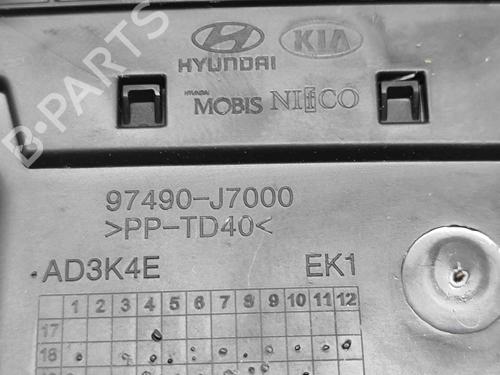 HYUNDAI KIA
HYUNDAI
MOBIS NIfCO
B-PARTS
97490-J7000
>PP-TD40<
AD3K4E EK1
1 2 3 4 5 6 7 8 9 10 11 12
17
18